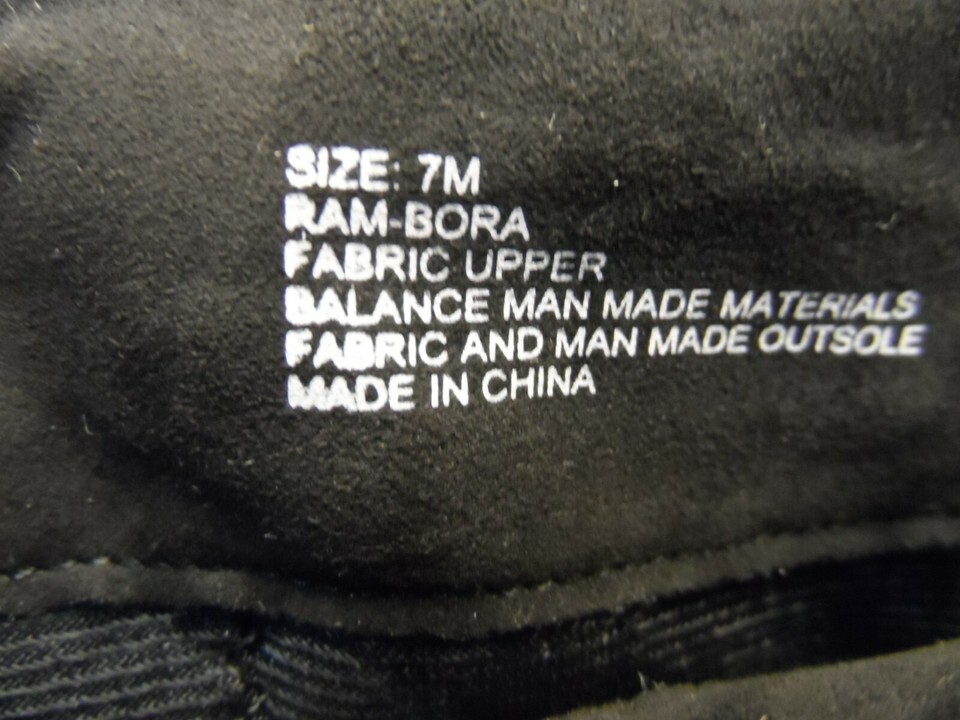 SIZE: 7M
RAM-BORA
FABRIC UPPER
BALANCE MAN MADE MATERIALS
FABRIC AND MAN MADE OUTSOLE
MADE IN CHINA